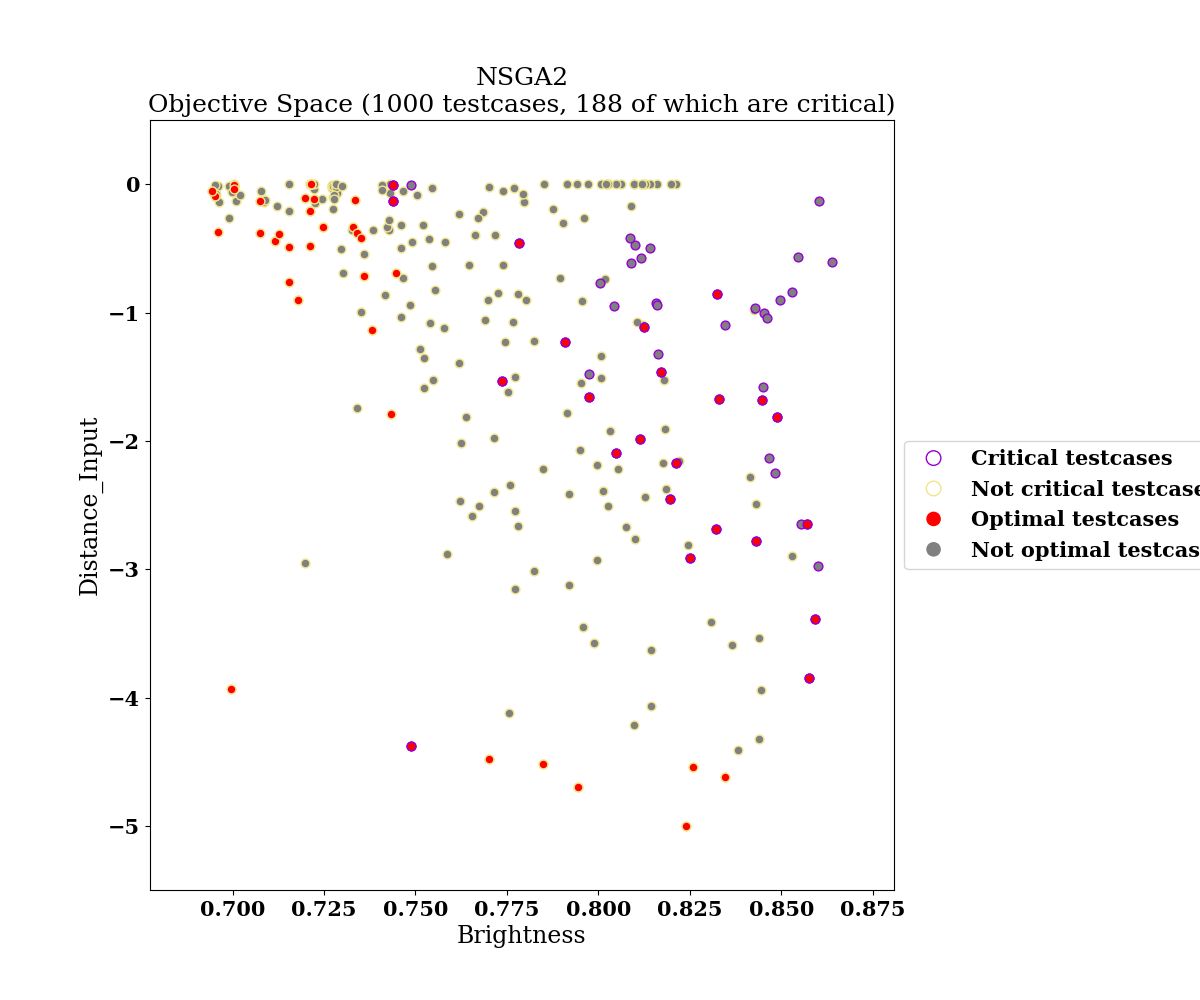 NSGA2
Objective Space (1000 testcases, 188 of which are critical)
0
−1
−2
−3
−4
−5
Distance_Input
0.700 0.725 0.750 0.775 0.800 0.825 0.850 0.875
Brightness
Critical testcases
Not critical testcase
Optimal testcases
Not optimal testcas